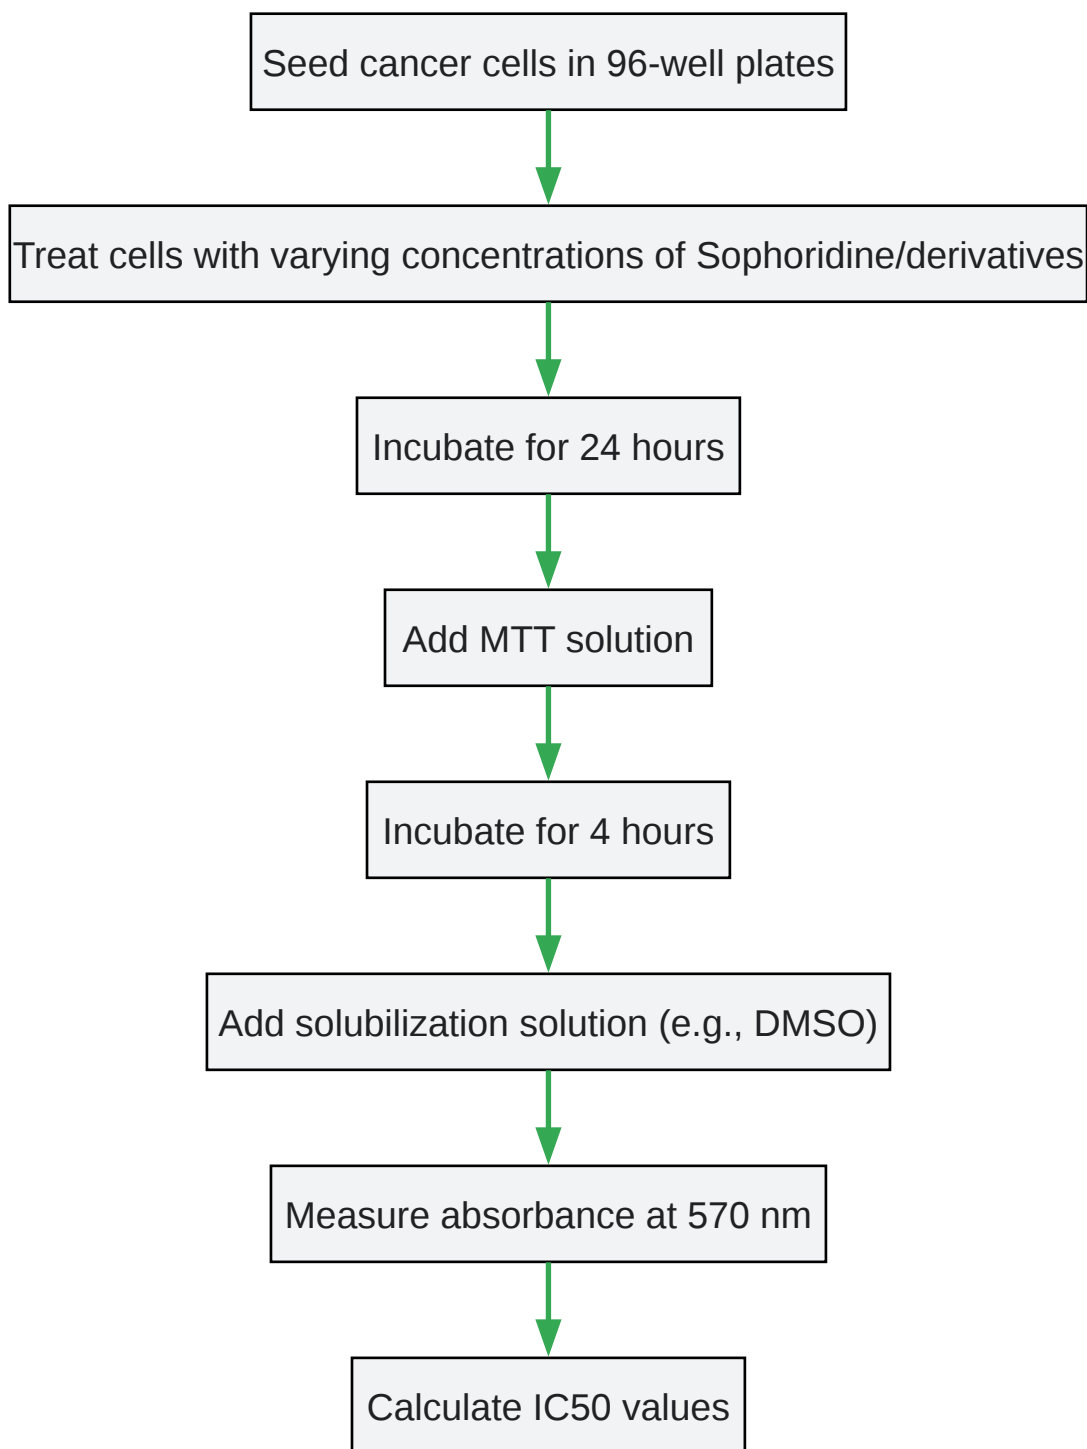 Seed cancer cells in 96-well plates
Treat cells with varying concentrations of Sophoridine/derivatives
Incubate for 24 hours
Add MTT solution
Incubate for 4 hours
Add solubilization solution (e.g., DMSO)
Measure absorbance at 570 nm
Calculate IC50 values